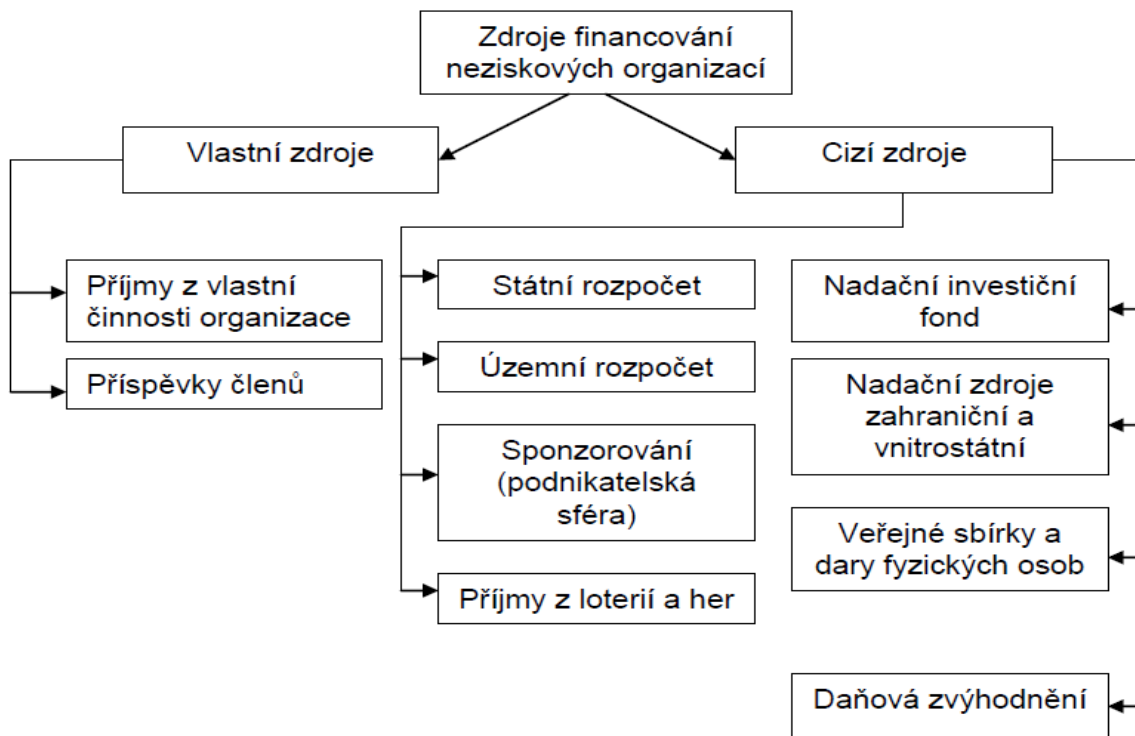 Zdroje financování
neziskových organizací
Vlastní zdroje
Cizí zdroje
Příjmy z vlastní
činnosti organizace
Příspěvky členů
Státní rozpočet
Územní rozpočet
Sponzorování
(podnikatelská
sféra)
Příjmy z loterií a her
Nadační investiční
fond
Nadační zdroje
zahraniční a
vnitrostátní
Veřejné sbírky a
dary fyzických osob
Daňová zvýhodnění